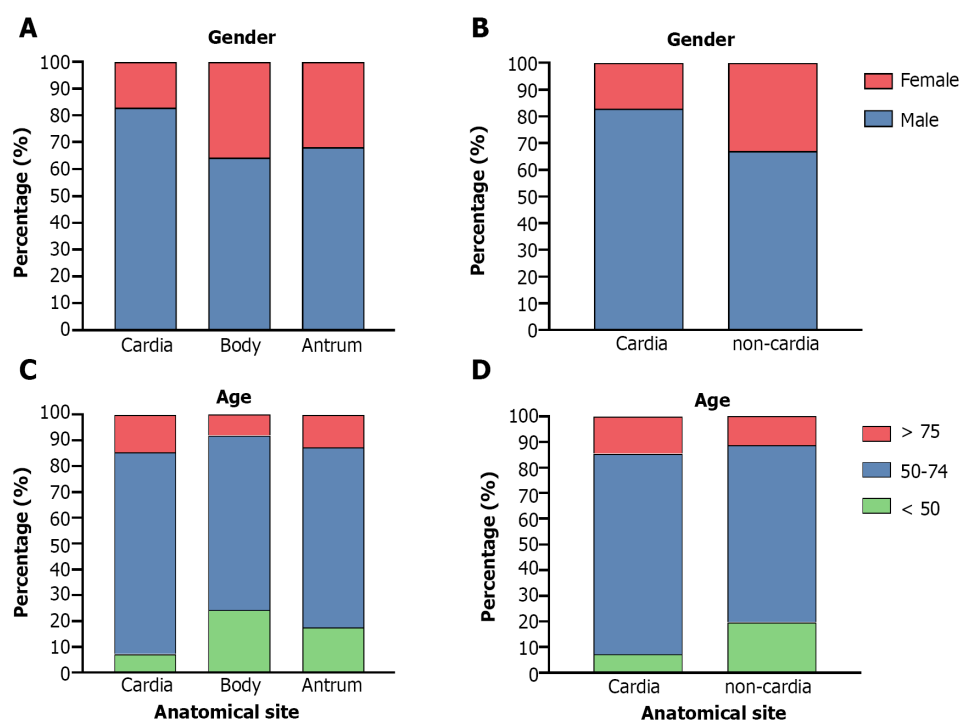 A
Gender
Percentage (%)
100
90
80
70
60
50
40
30
20
10
0
Cardia Body Antrum
B
Gender
Percentage (%)
100
90
80
70
60
50
40
30
20
10
0
Cardia non-cardia
Female
Male
C
Age
Percentage (%)
100
90
80
70
60
50
40
30
20
10
0
Cardia Body Antrum
Anatomical site
D
Age
Percentage (%)
100
90
80
70
60
50
40
30
20
10
0
Cardia non-cardia
Anatomical site
> 75
50-74
< 50